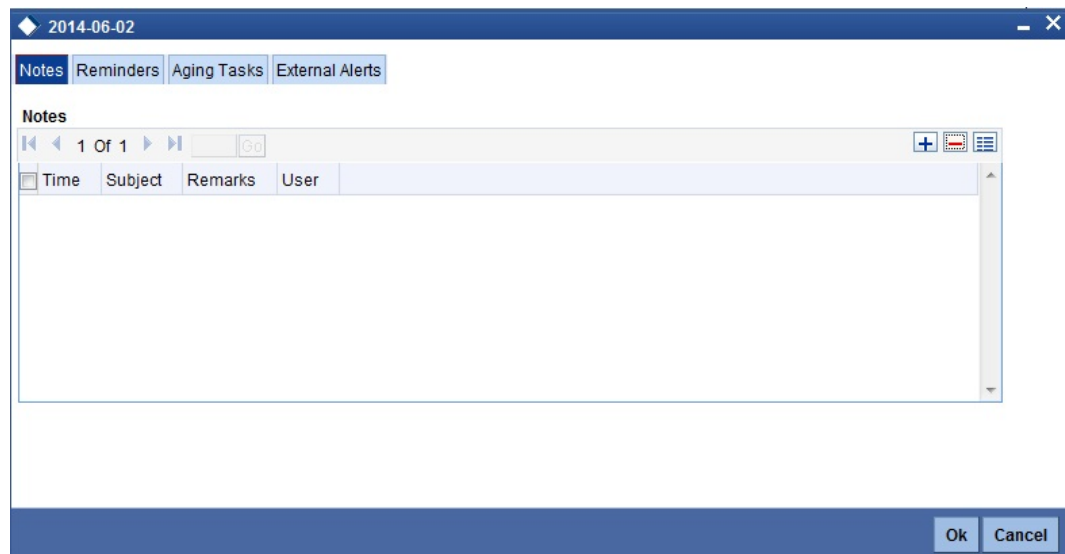 2014-06-02
Notes Reminders Aging Tasks External Alerts
Notes
1 Of 1 Go
Time Subject Remarks User
Ok Cancel